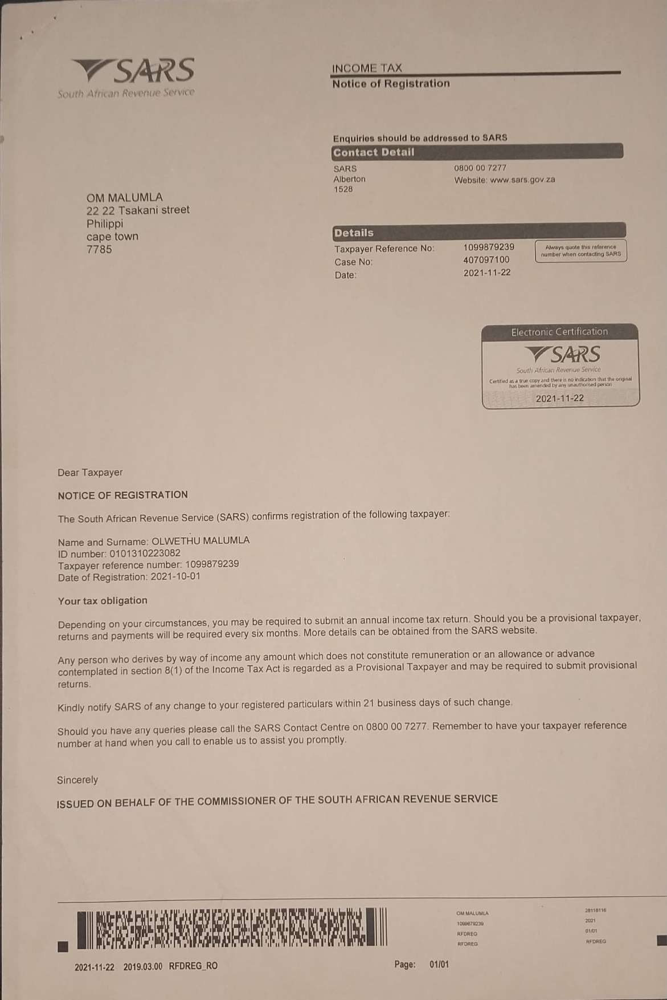 SARS
South African Revenue Service
INCOME TAX
Notice of Registration
Enquiries should be addressed to SARS
Contact Detail
SARS 0800 00 7277
Alberton Website: www.sars.gov.za
1528
OM MALUMLA
22 22 Tsakani street
Philippi
cape town
7785
Details
Taxpayer Reference No: 1099879239
Case No: 407097100
Date: 2021-11-22
Always quote this reference
number when contacting SARS
Electronic Certification
SARS
South African Revenue Service
Certified as a true copy and there is no indication that the original
has been amended by any unauthorised person
2021-11-22
Dear Taxpayer
NOTICE OF REGISTRATION
The South African Revenue Service (SARS) confirms registration of the following taxpayer:
Name and Surname: OLWETHU MALUMLA
ID number: 0101310223082
Taxpayer reference number: 1099879239
Date of Registration: 2021-10-01
Your tax obligation
Depending on your circumstances, you may be required to submit an annual income tax return. Should you be a provisional taxpayer,
returns and payments will be required every six months. More details can be obtained from the SARS website.
Any person who derives by way of income any amount which does not constitute remuneration or an allowance or advance
contemplated in section 8(1) of the Income Tax Act is regarded as a Provisional Taxpayer and may be required to submit provisional
returns.
Kindly notify SARS of any change to your registered particulars within 21 business days of such change.
Should you have any queries please call the SARS Contact Centre on 0800 00 7277. Remember to have your taxpayer reference
number at hand when you call to enable us to assist you promptly.
Sincerely
ISSUED ON BEHALF OF THE COMMISSIONER OF THE SOUTH AFRICAN REVENUE SERVICE
OM MALUMLA 28118116
1099879239 2021
RFDREG 01/01
RFDREG RFDREG
2021-11-22 2019.03.00 RFDREG_RO Page: 01/01